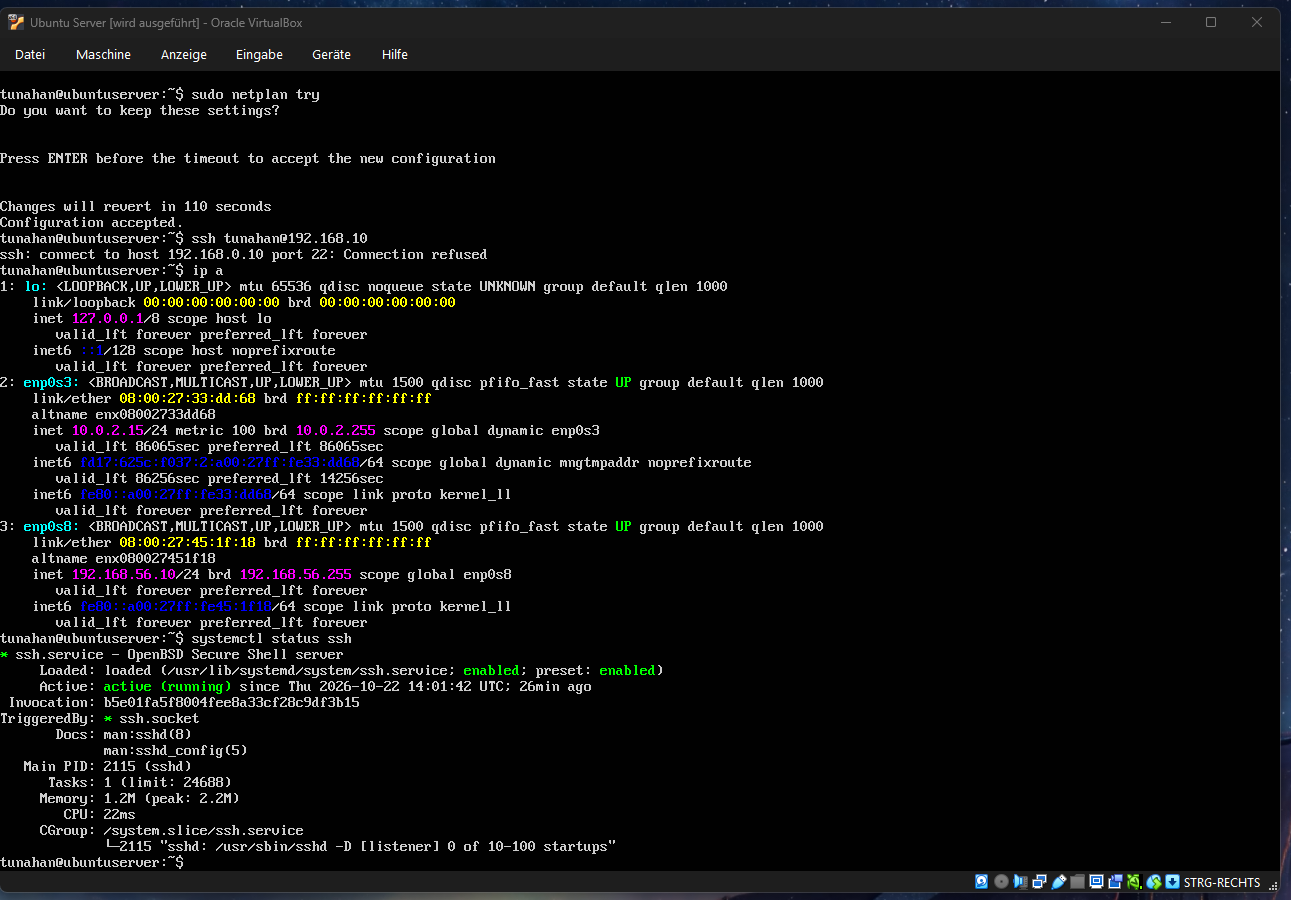 Ubuntu Server [wird ausgeführt] - Oracle VirtualBox
Datei Maschine Anzeige Eingabe Geräte Hilfe
tunahan@ubuntuserver:~$ sudo netplan try
Do you want to keep these settings?
Press ENTER before the timeout to accept the new configuration
Changes will revert in 110 seconds
Configuration accepted.
tunahan@ubuntuserver:~$ ssh tunahan@192.168.10
ssh: connect to host 192.168.0.10 port 22: Connection refused
tunahan@ubuntuserver:~$ ip a
1: lo: <LOOPBACK,UP,LOWER_UP> mtu 65536 qdisc noqueue state UNKNOWN group default qlen 1000
link/loopback 00:00:00:00:00:00 brd 00:00:00:00:00:00
inet 127.0.0.1/8 scope host lo
valid_lft forever preferred_lft forever
inet6 ::1/128 scope host noprefixroute
valid_lft forever preferred_lft forever
2: enp0s3: <BROADCAST,MULTICAST,UP,LOWER_UP> mtu 1500 qdisc pfifo_fast state UP group default qlen 1000
link/ether 08:00:27:33:dd:68 brd ff:ff:ff:ff:ff:ff
altname enx08002733dd68
inet 10.0.2.15/24 metric 100 brd 10.0.2.255 scope global dynamic enp0s3
valid_lft 86065sec preferred_lft 86065sec
inet6 fd17:625c:f037:2:a00:27ff:fe33:dd68/64 scope global dynamic mngtmpaddr noprefixroute
valid_lft 86256sec preferred_lft 14256sec
inet6 fe80::a00:27ff:fe33:dd68/64 scope link proto kernel_ll
valid_lft forever preferred_lft forever
3: enp0s8: <BROADCAST,MULTICAST,UP,LOWER_UP> mtu 1500 qdisc pfifo_fast state UP group default qlen 1000
link/ether 08:00:27:45:1f:18 brd ff:ff:ff:ff:ff:ff
altname enx080027451f18
inet 192.168.56.10/24 brd 192.168.56.255 scope global enp0s8
valid_lft forever preferred_lft forever
inet6 fe80::a00:27ff:fe45:1f18/64 scope link proto kernel_ll
valid_lft forever preferred_lft forever
tunahan@ubuntuserver:~$ systemctl status ssh
* ssh.service - OpenBSD Secure Shell server
Loaded: loaded (/usr/lib/systemd/system/ssh.service; enabled; preset: enabled)
Active: active (running) since Thu 2026-10-22 14:01:42 UTC; 26min ago
Invocation: b5e01fa5f8004fee8a33cf28c9df3b15
TriggeredBy: * ssh.socket
Docs: man:sshd(8)
man:sshd_config(5)
Main PID: 2115 (sshd)
Tasks: 1 (limit: 24688)
Memory: 1.2M (peak: 2.2M)
CPU: 22ms
CGroup: /system.slice/ssh.service
└─2115 "sshd: /usr/sbin/sshd -D [listener] 0 of 10-100 startups"
tunahan@ubuntuserver:~$
STRG-RECHTS